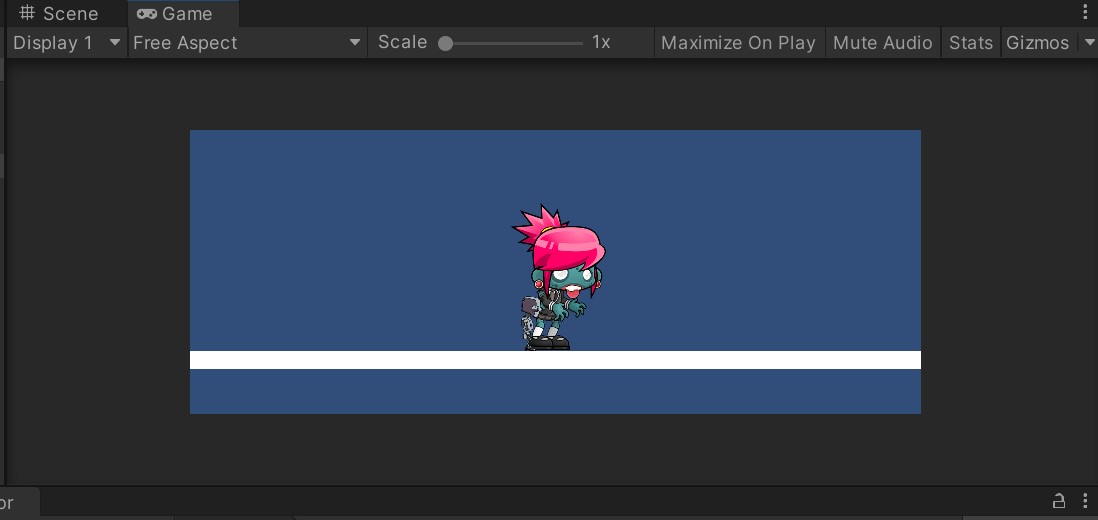 Scene Game
Display 1 Free Aspect Scale 1x Maximize On Play Mute Audio Stats Gizmos
or